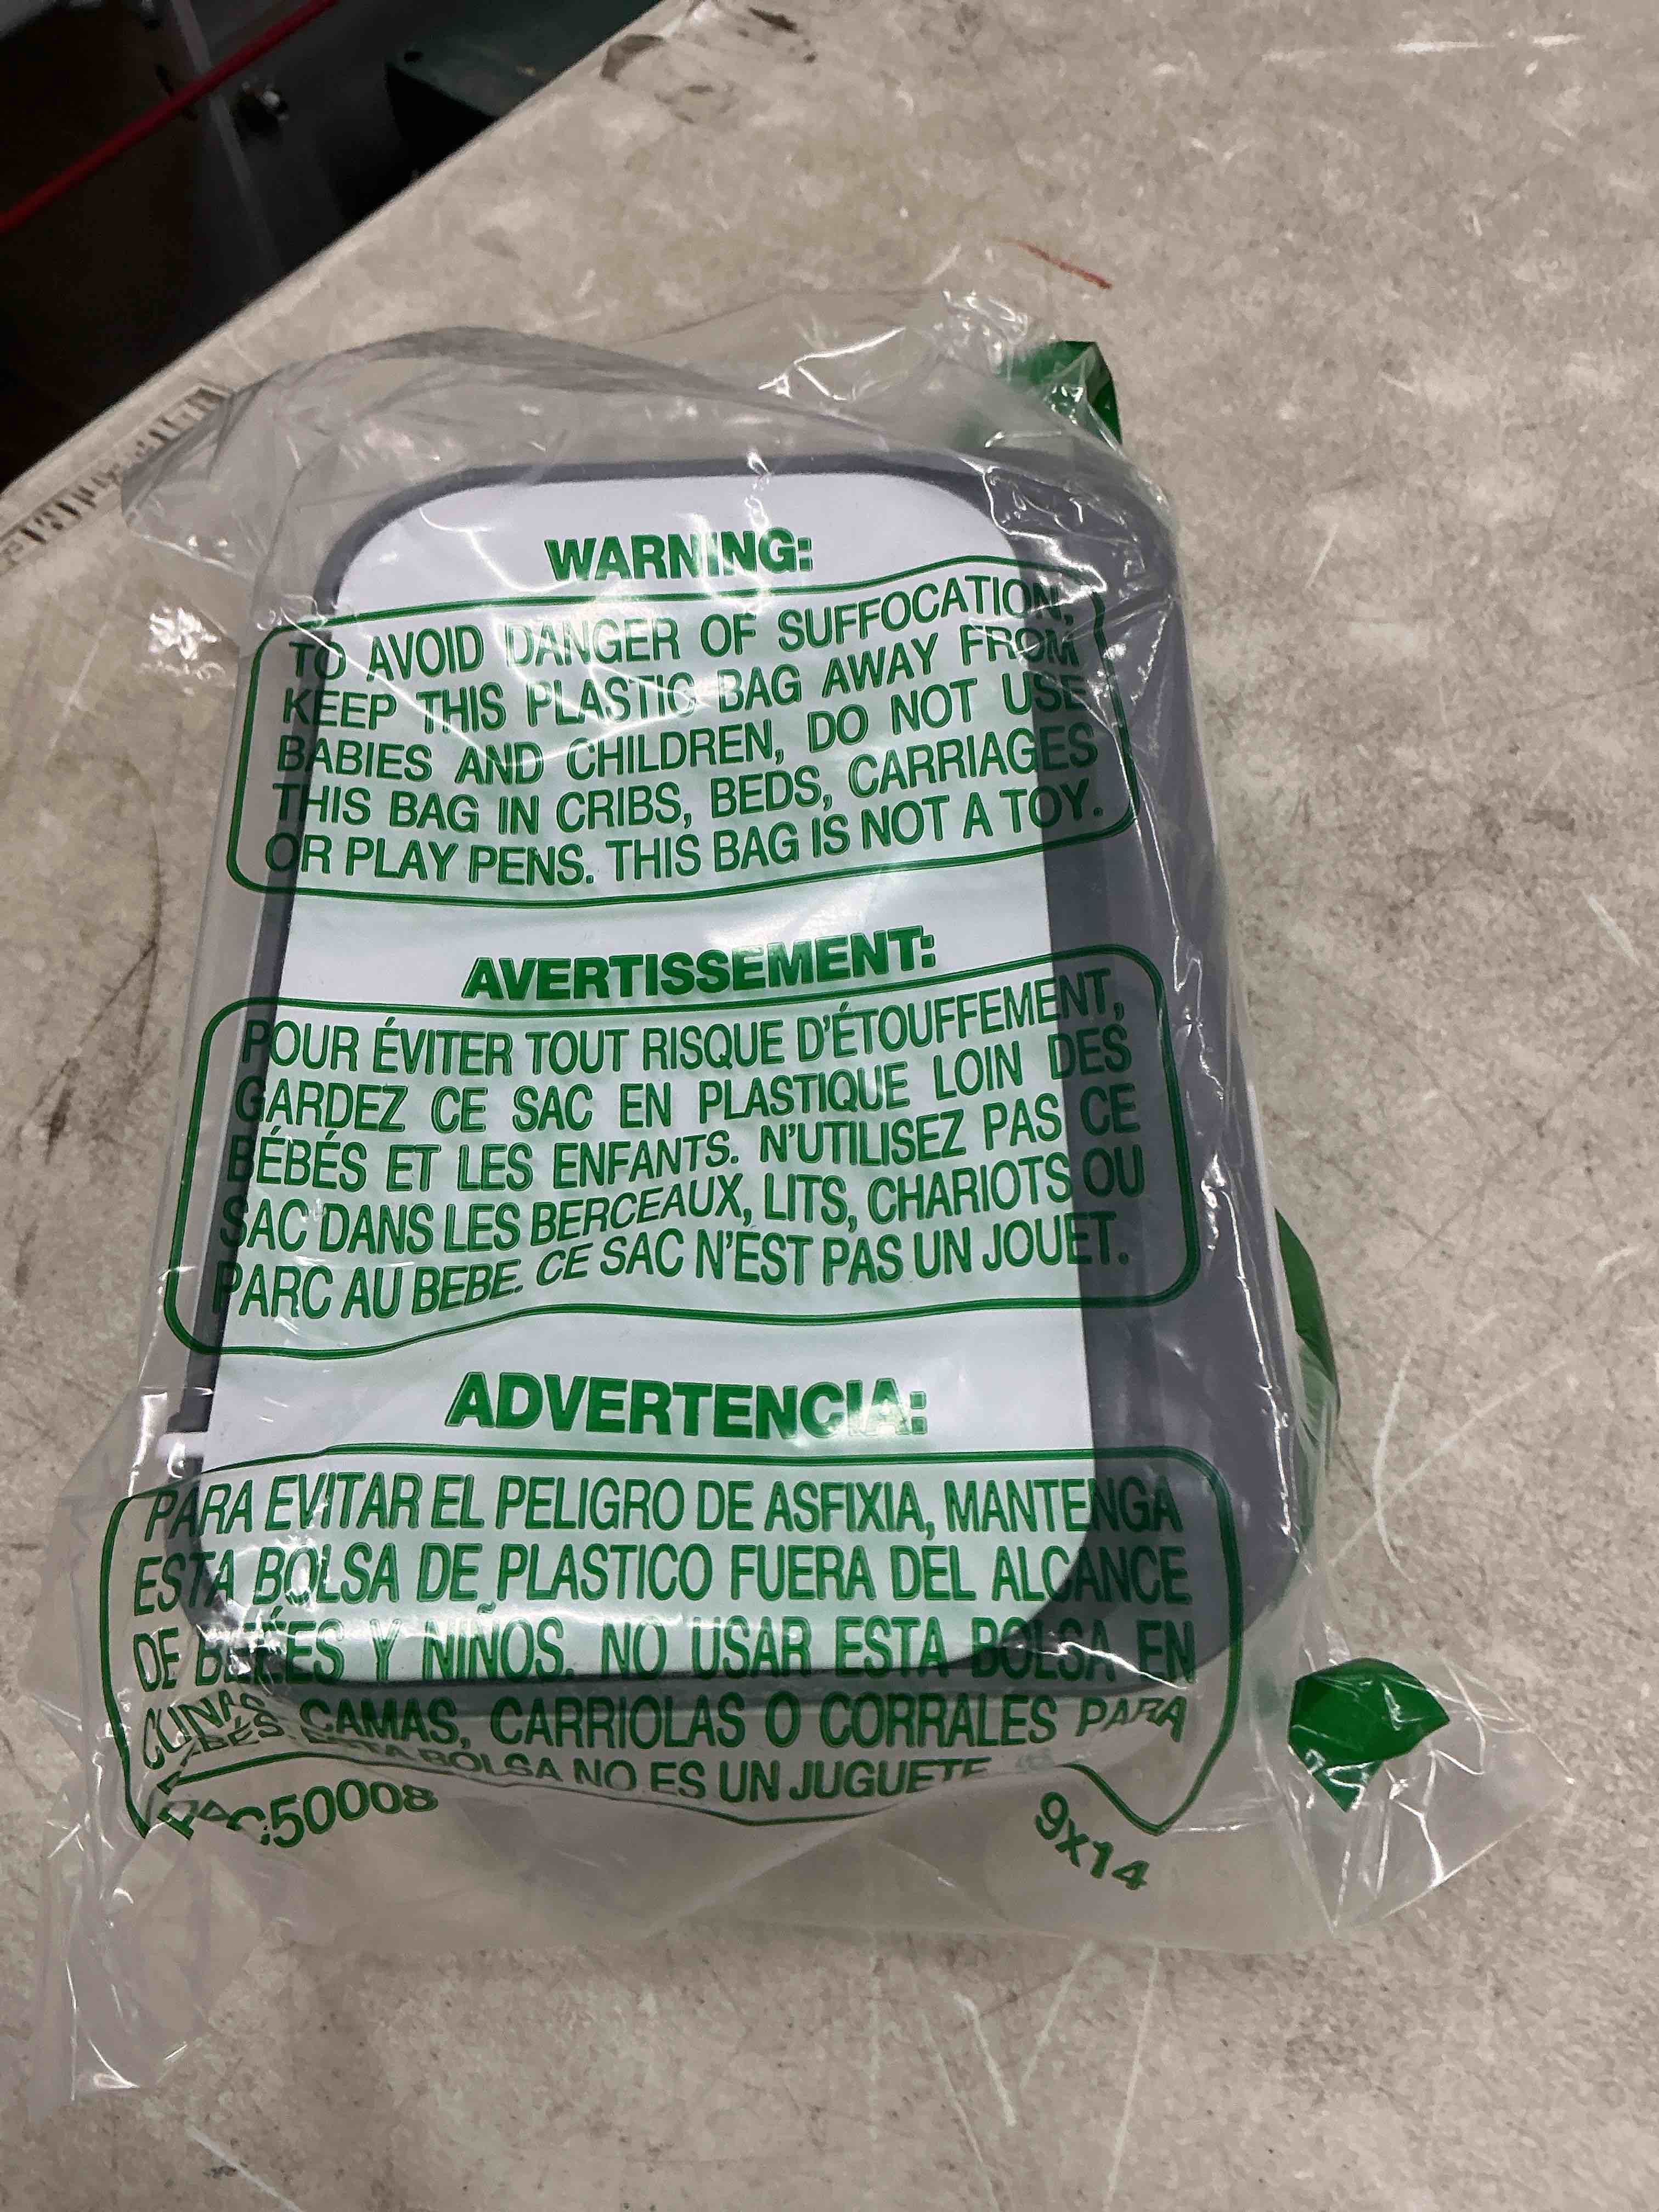 WARNING:
TO AVOID DANGER OF SUFFOCATION,
KEEP THIS PLASTIC BAG AWAY FROM
BABIES AND CHILDREN, DO NOT USE
THIS BAG IN CRIBS, BEDS, CARRIAGES
OR PLAY PENS. THIS BAG IS NOT A TOY.
AVERTISSEMENT:
POUR ÉVITER TOUT RISQUE D'ÉTOUFFEMENT,
GARDEZ CE SAC EN PLASTIQUE LOIN DES
BÉBÉS ET LES ENFANTS. N'UTILISEZ PAS CE
SAC DANS LES BERCEAUX, LITS, CHARIOTS OU
PARC AU BEBE. CE SAC N'EST PAS UN JOUET.
ADVERTENCIA:
PARA EVITAR EL PELIGRO DE ASFIXIA, MANTENGA
ESTA BOLSA DE PLASTICO FUERA DEL ALCANCE
DE Y NIÑOS. NO USAR ESTA BOLSA EN
CUNAS, CAMAS, CARRIOLAS O CORRALES PARA
ESTA BOLSA NO ES UN JUGUETE
C50008
9X14